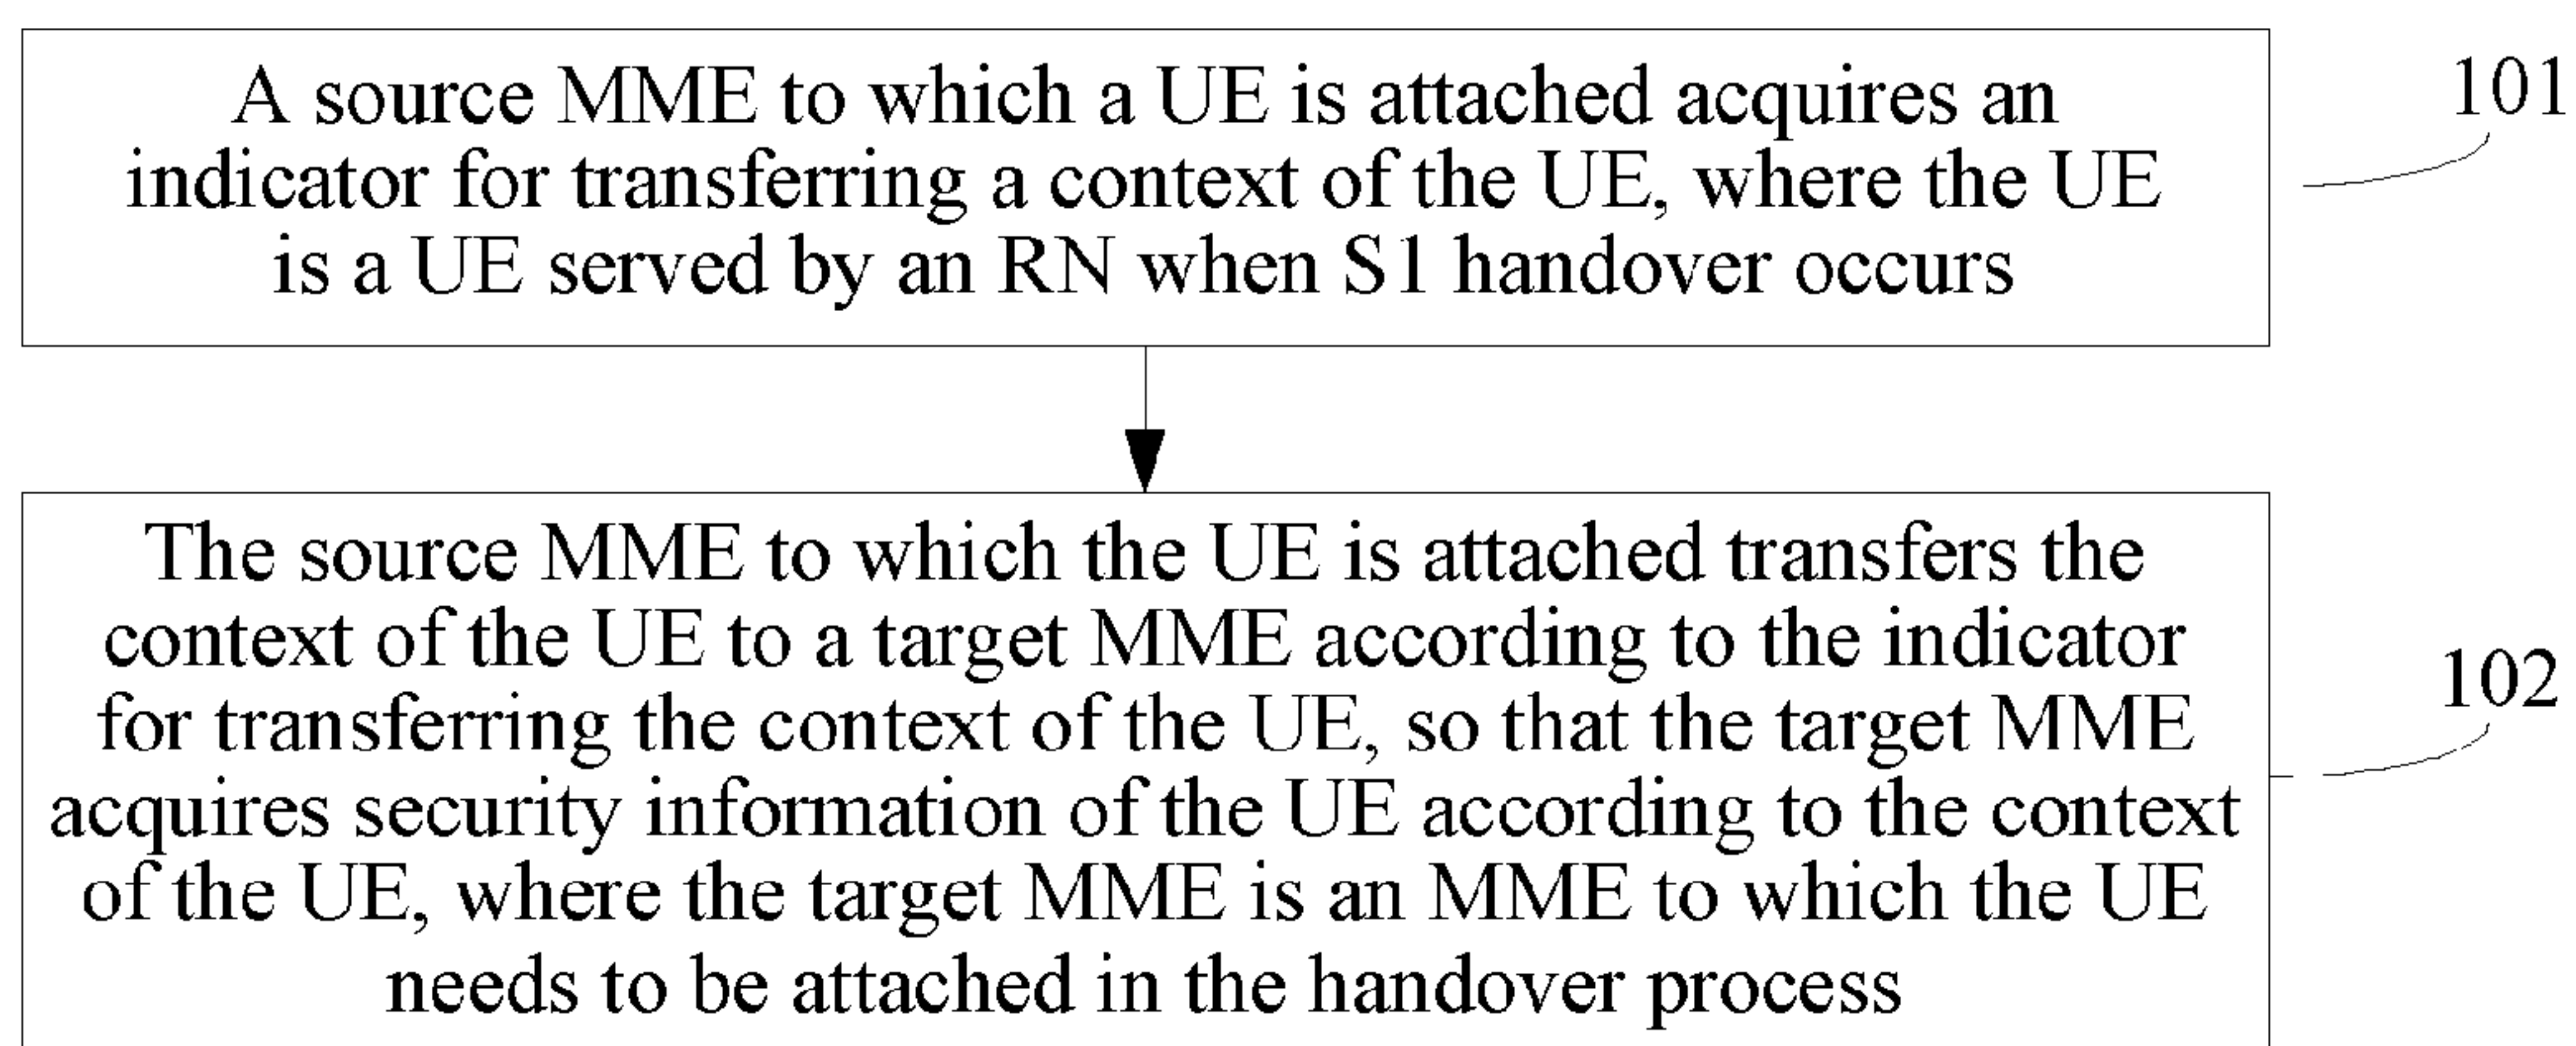 A source MME to which a UE is attached acquires an
indicator for transferring a context of the UE, where the UE
is a UE served by an RN when S1 handover occurs
101
The source MME to which the UE is attached transfers the
context of the UE to a target MME according to the indicator
for transferring the context of the UE, so that the target MME
acquires security information of the UE according to the context
of the UE, where the target MME is an MME to which the UE
needs to be attached in the handover process
102